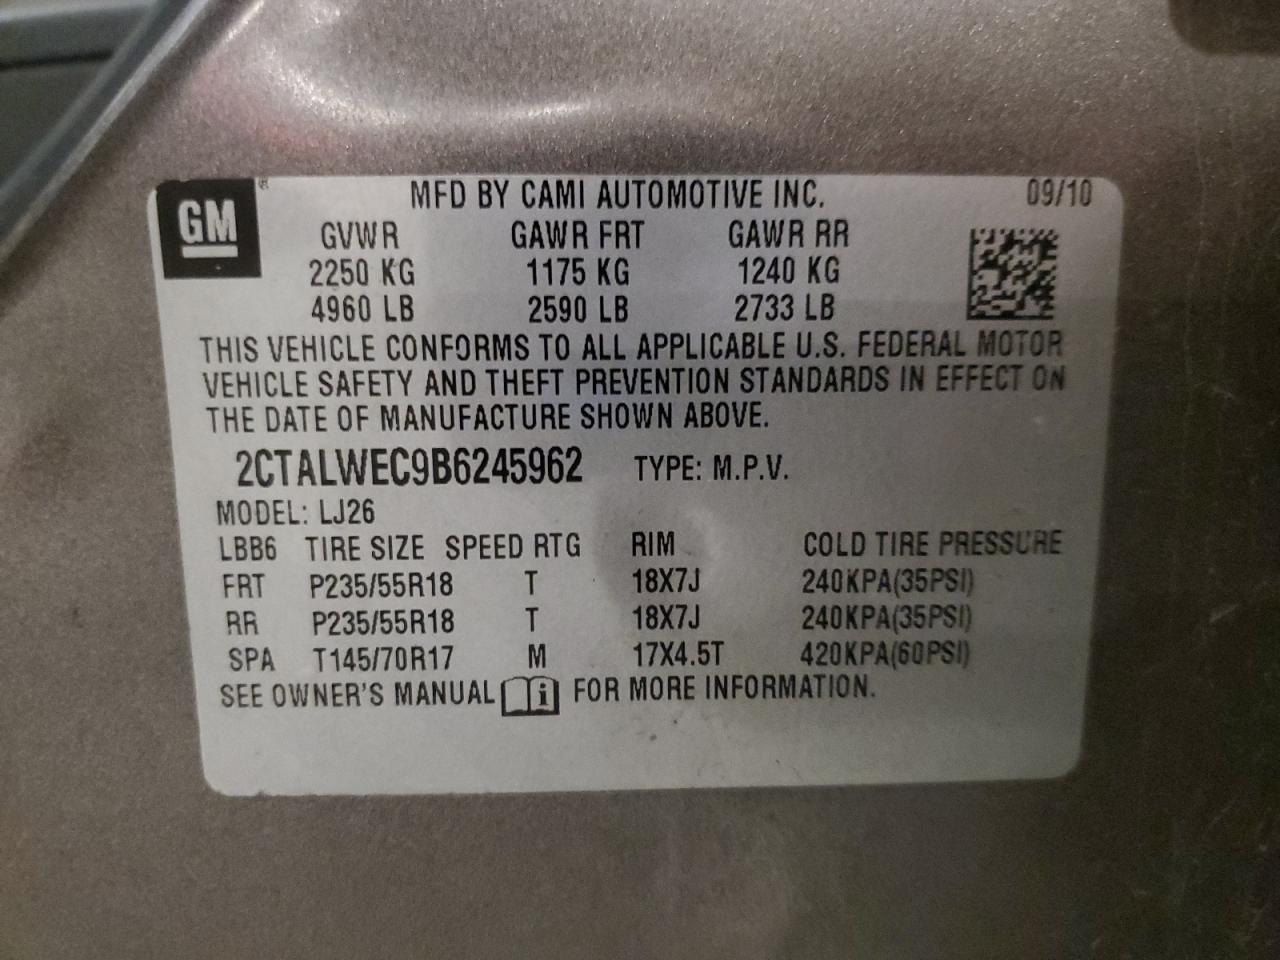 GM ®
MFD BY CAMI AUTOMOTIVE INC. 09/10
GVWR GAWR FRT GAWR RR
2250 KG 1175 KG 1240 KG
4960 LB 2590 LB 2733 LB
THIS VEHICLE CONFORMS TO ALL APPLICABLE U.S. FEDERAL MOTOR
VEHICLE SAFETY AND THEFT PREVENTION STANDARDS IN EFFECT ON
THE DATE OF MANUFACTURE SHOWN ABOVE.
2CTALWEC9B6245962 TYPE: M.P.V.
MODEL: LJ26
LBB6 TIRE SIZE SPEED RTG RIM COLD TIRE PRESSURE
FRT P235/55R18 T 18X7J 240KPA(35PSI)
RR P235/55R18 T 18X7J 240KPA(35PSI)
SPA T145/70R17 M 17X4.5T 420KPA(60PSI)
SEE OWNER'S MANUAL i FOR MORE INFORMATION.